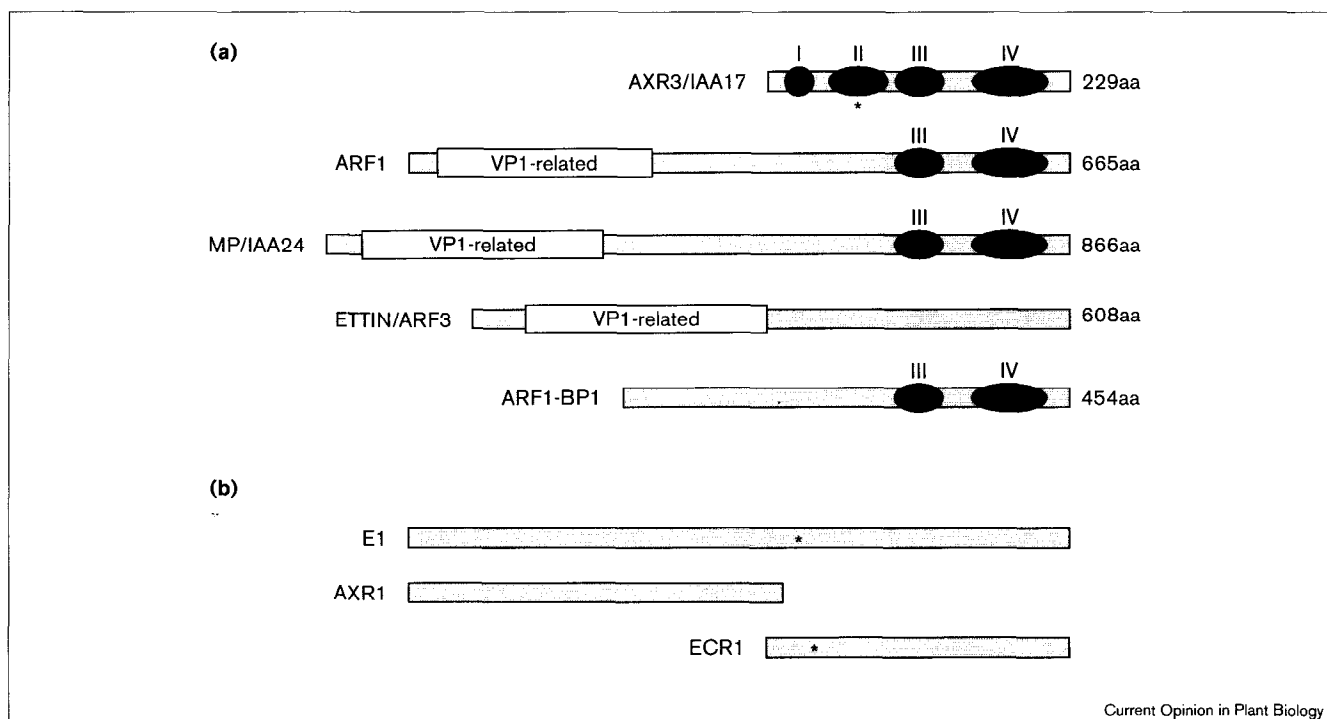 (a)
I II III IV
AXR3/IAA17 229aa
*
III IV
ARF1 VP1-related 665aa
III IV
MP/IAA24 VP1-related 866aa
ETTIN/ARF3 VP1-related 608aa
III IV
ARF1-BP1 454aa
(b)
E1 *
AXR1
ECR1 *
Current Opinion in Plant Biology